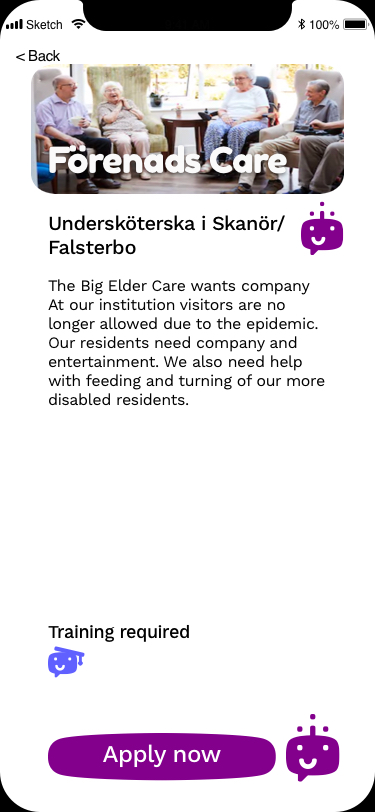 Sketch 100%
< Back
Förenads Care
Undersköterska i Skanör/
Falsterbo
The Big Elder Care wants company
At our institution visitors are no
longer allowed due to the epidemic.
Our residents need company and
entertainment. We also need help
with feeding and turning of our more
disabled residents.
Training required
Apply now